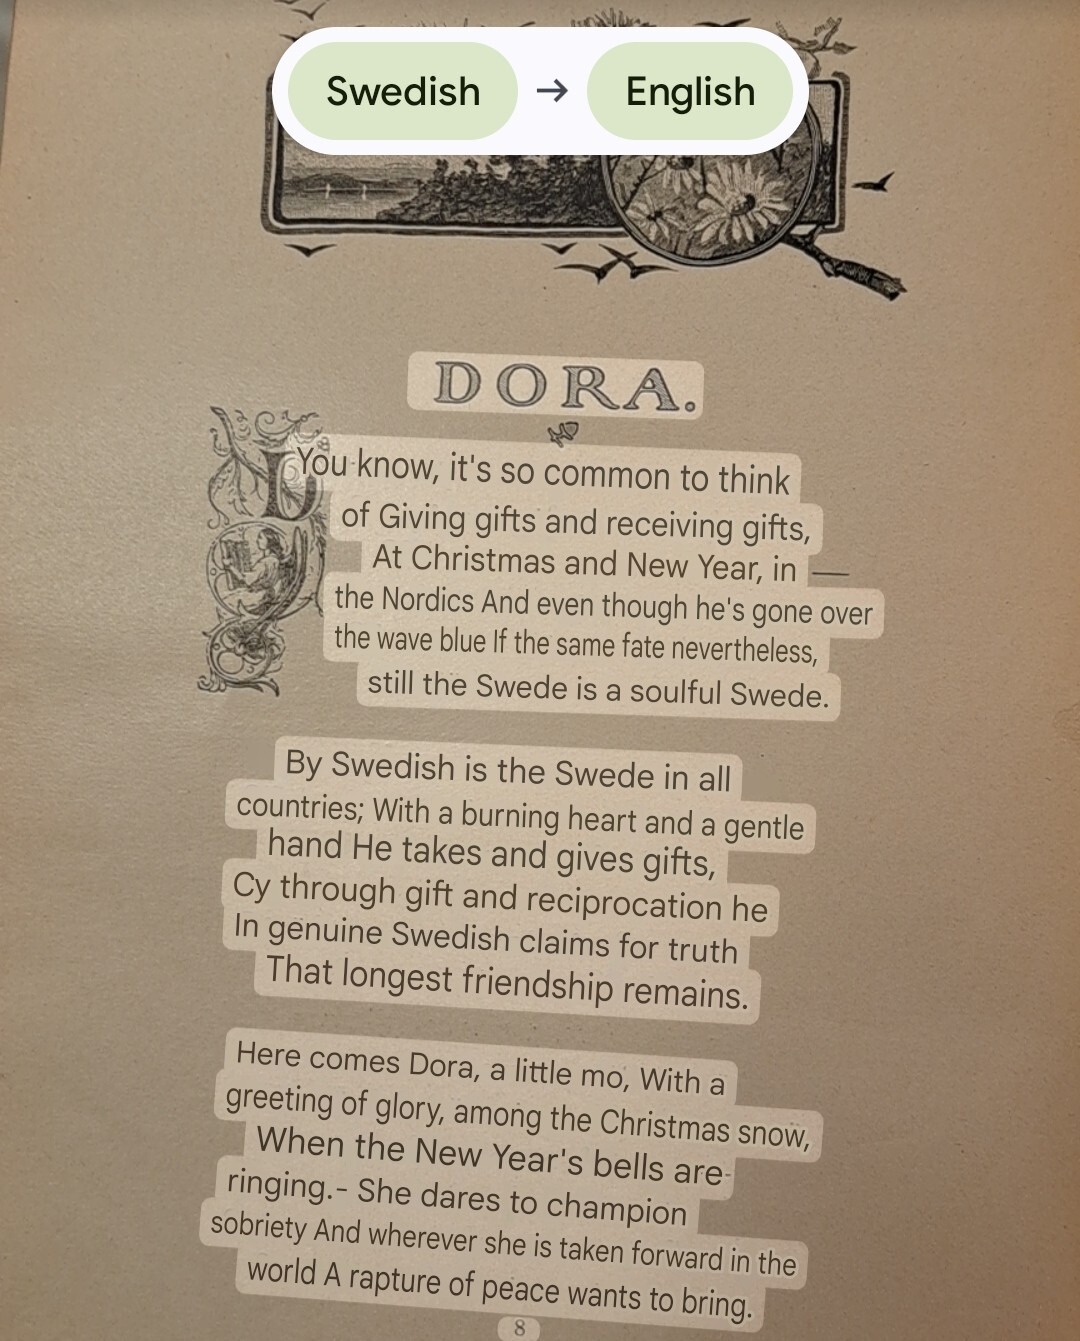 Swedish → English
DORA.
You know, it's so common to think
of Giving gifts and receiving gifts,
At Christmas and New Year, in —
the Nordics And even though he's gone over
the wave blue If the same fate nevertheless,
still the Swede is a soulful Swede.
By Swedish is the Swede in all
countries; With a burning heart and a gentle
hand He takes and gives gifts,
Cy through gift and reciprocation he
In genuine Swedish claims for truth
That longest friendship remains.
Here comes Dora, a little mo, With a
greeting of glory, among the Christmas snow,
When the New Year's bells are-
ringing.- She dares to champion
sobriety And wherever she is taken forward in the
world A rapture of peace wants to bring.
8